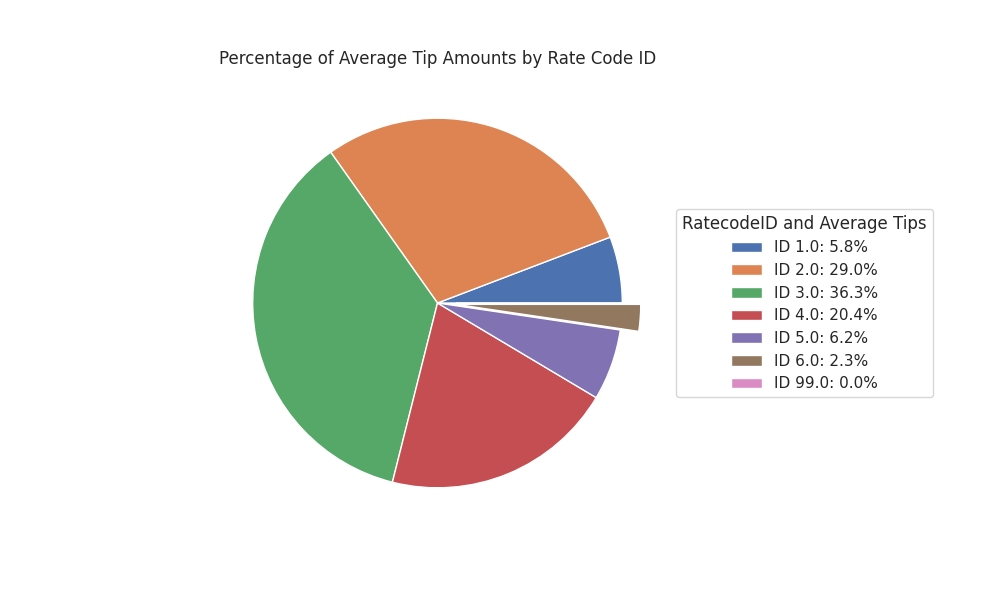 Percentage of Average Tip Amounts by Rate Code ID
RatecodeID and Average Tips
ID 1.0: 5.8%
ID 2.0: 29.0%
ID 3.0: 36.3%
ID 4.0: 20.4%
ID 5.0: 6.2%
ID 6.0: 2.3%
ID 99.0: 0.0%